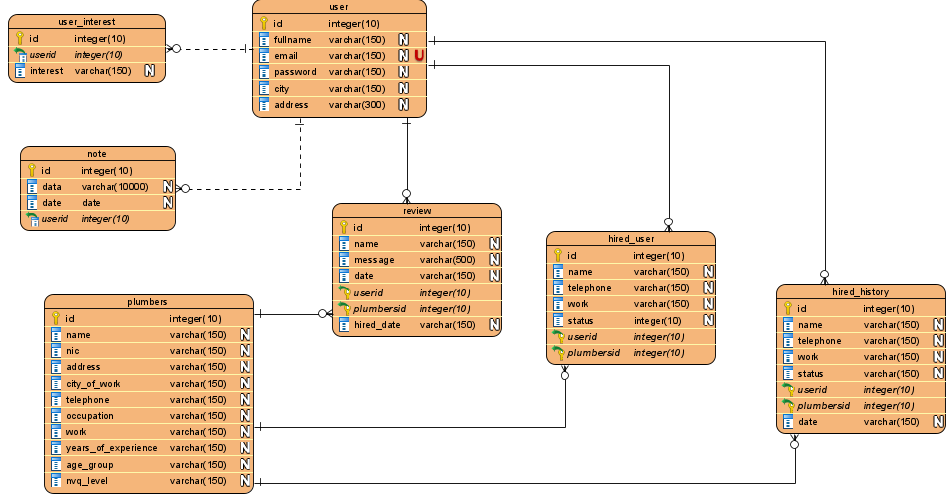 user_interest
id integer(10)
userid integer(10)
interest varchar(150) N
user
id integer(10)
fullname varchar(150) N
email varchar(150) N U
password varchar(150) N
city varchar(150) N
address varchar(300) N
note
id integer(10)
data varchar(10000) N
date date N
userid integer(10)
review
id integer(10)
name varchar(150) N
message varchar(500) N
date varchar(150) N
userid integer(10)
plumbersid integer(10)
hired_date varchar(150) N
hired_user
id integer(10)
name varchar(150) N
telephone varchar(150) N
work varchar(150) N
status integer(10) N
userid integer(10)
plumbersid integer(10)
hired_history
id integer(10)
name varchar(150) N
telephone varchar(150) N
work varchar(150) N
status varchar(150) N
userid integer(10)
plumbersid integer(10)
date varchar(150) N
plumbers
id integer(10)
name varchar(150) N
nic varchar(150) N
address varchar(150) N
city_of_work varchar(150) N
telephone varchar(150) N
occupation varchar(150) N
work varchar(150) N
years_of_experience varchar(150) N
age_group varchar(150) N
nvq_level varchar(150) N